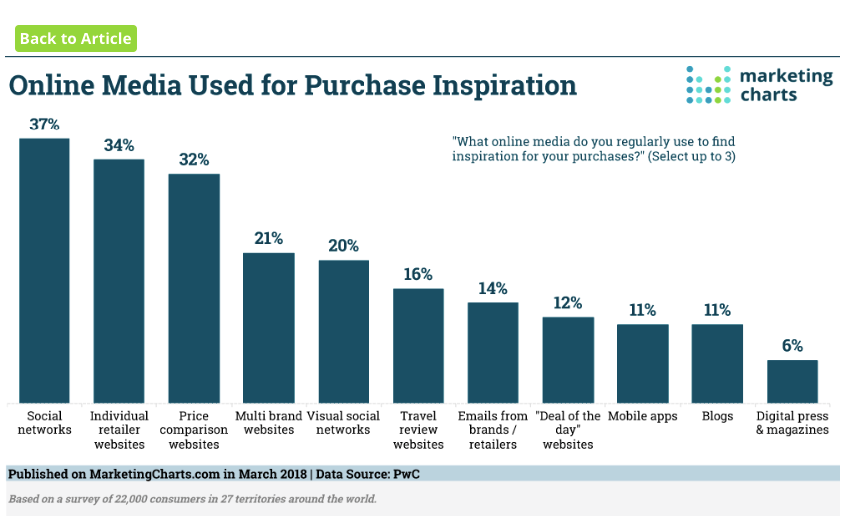 Back to Article
Online Media Used for Purchase Inspiration
marketing
charts
"What online media do you regularly use to find
inspiration for your purchases?" (Select up to 3)
37%
34%
32%
21%
20%
16%
14%
12%
11%
11%
6%
Social
networks
Individual
retailer
websites
Price
comparison
websites
Multi brand
websites
Visual social
networks
Travel
review
websites
Emails from
brands /
retailers
"Deal of the
day"
websites
Mobile apps
Blogs
Digital press
& magazines
Published on MarketingCharts.com in March 2018 | Data Source: PwC
Based on a survey of 22,000 consumers in 27 territories around the world.